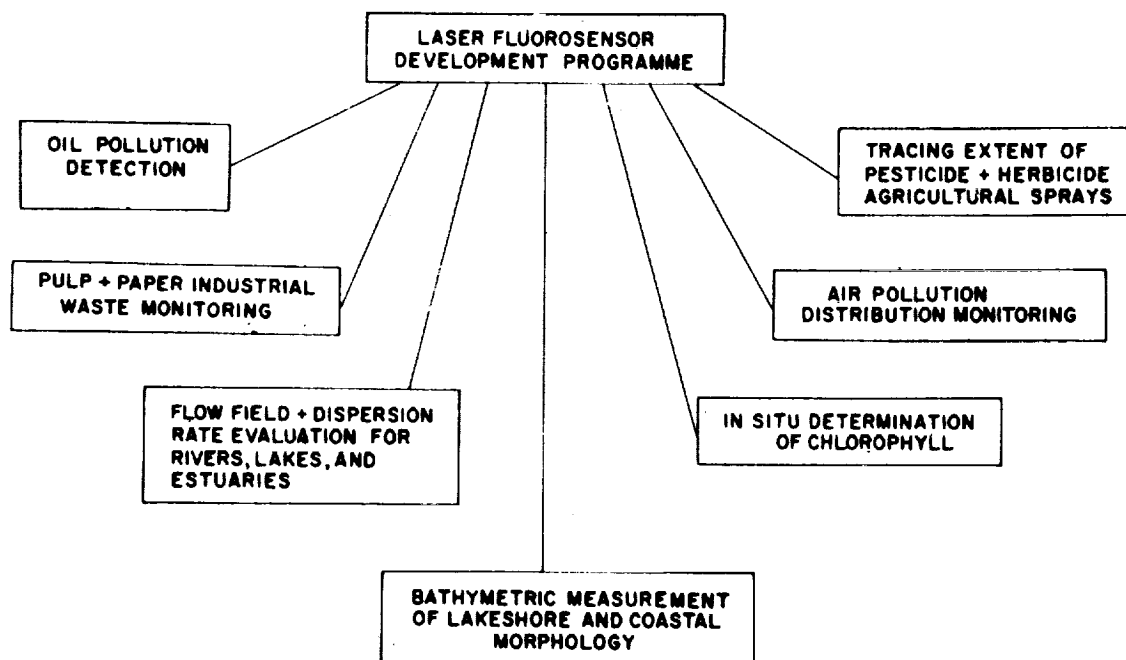 LASER FLUOROSENSOR
DEVELOPMENT PROGRAMME
OIL POLLUTION
DETECTION
TRACING EXTENT OF
PESTICIDE + HERBICIDE
AGRICULTURAL SPRAYS
PULP + PAPER INDUSTRIAL
WASTE MONITORING
AIR POLLUTION
DISTRIBUTION MONITORING
FLOW FIELD + DISPERSION
RATE EVALUATION FOR
RIVERS, LAKES, AND
ESTUARIES
IN SITU DETERMINATION
OF CHLOROPHYLL
BATHYMETRIC MEASUREMENT
OF LAKESHORE AND COASTAL
MORPHOLOGY